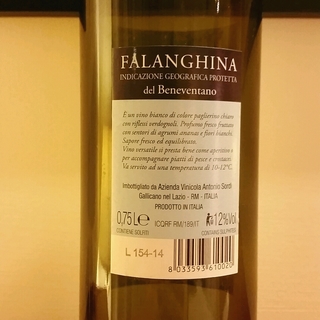 FALANGHINA
INDICAZIONE GEOGRAFICA PROTETTA
del Beneventano
È un vino bianco di colore paglierino chiaro
con riflessi verdognoli. Profumo fresco fruttato
con sentori di agrumi ananas e fiori bianchi.
Sapore fresco ed equilibrato.
Vino versatile si presta bene come aperitivo o
per accompagnare piatti di pesce e crostacei.
Va servito ad una temperatura di 10-12°C.
Imbottigliato da Azienda Vinicola Antonio Sordi
Gallicano nel Lazio - RM - ITALIA
PRODOTTO IN ITALIA
0,75L e ICQRF RM/189/IT 12%Vol
CONTIENE SOLFITI CONTAINS SULPHITES
L 154-14
8 033593 610020